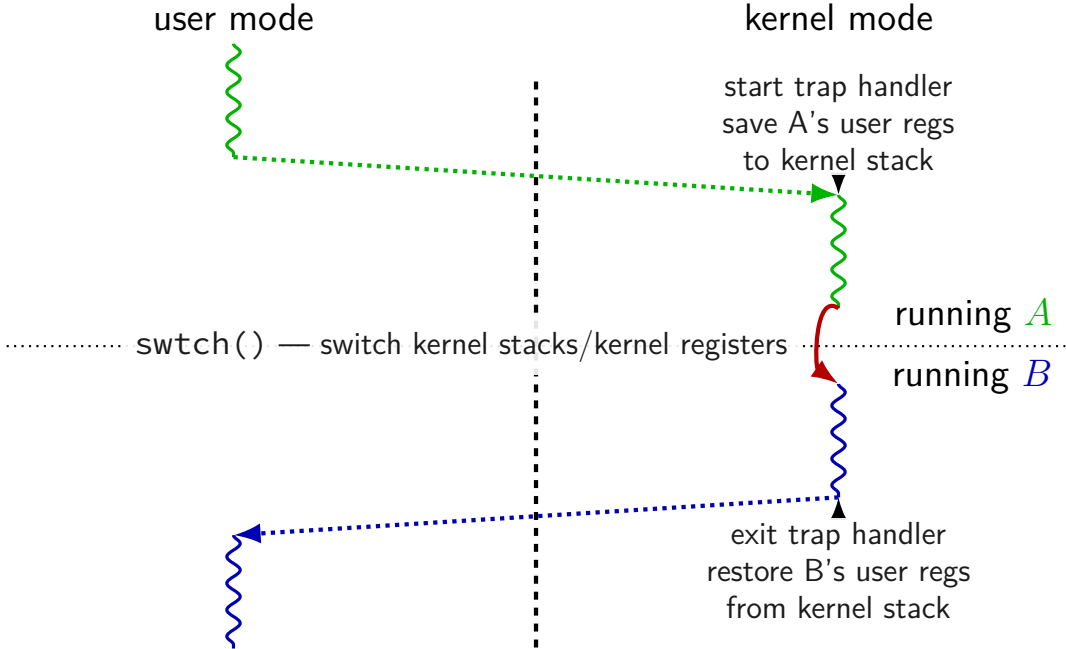 user mode
kernel mode
start trap handler
save A's user regs
to kernel stack
running A
swtch() — switch kernel stacks/kernel registers
running B
exit trap handler
restore B's user regs
from kernel stack